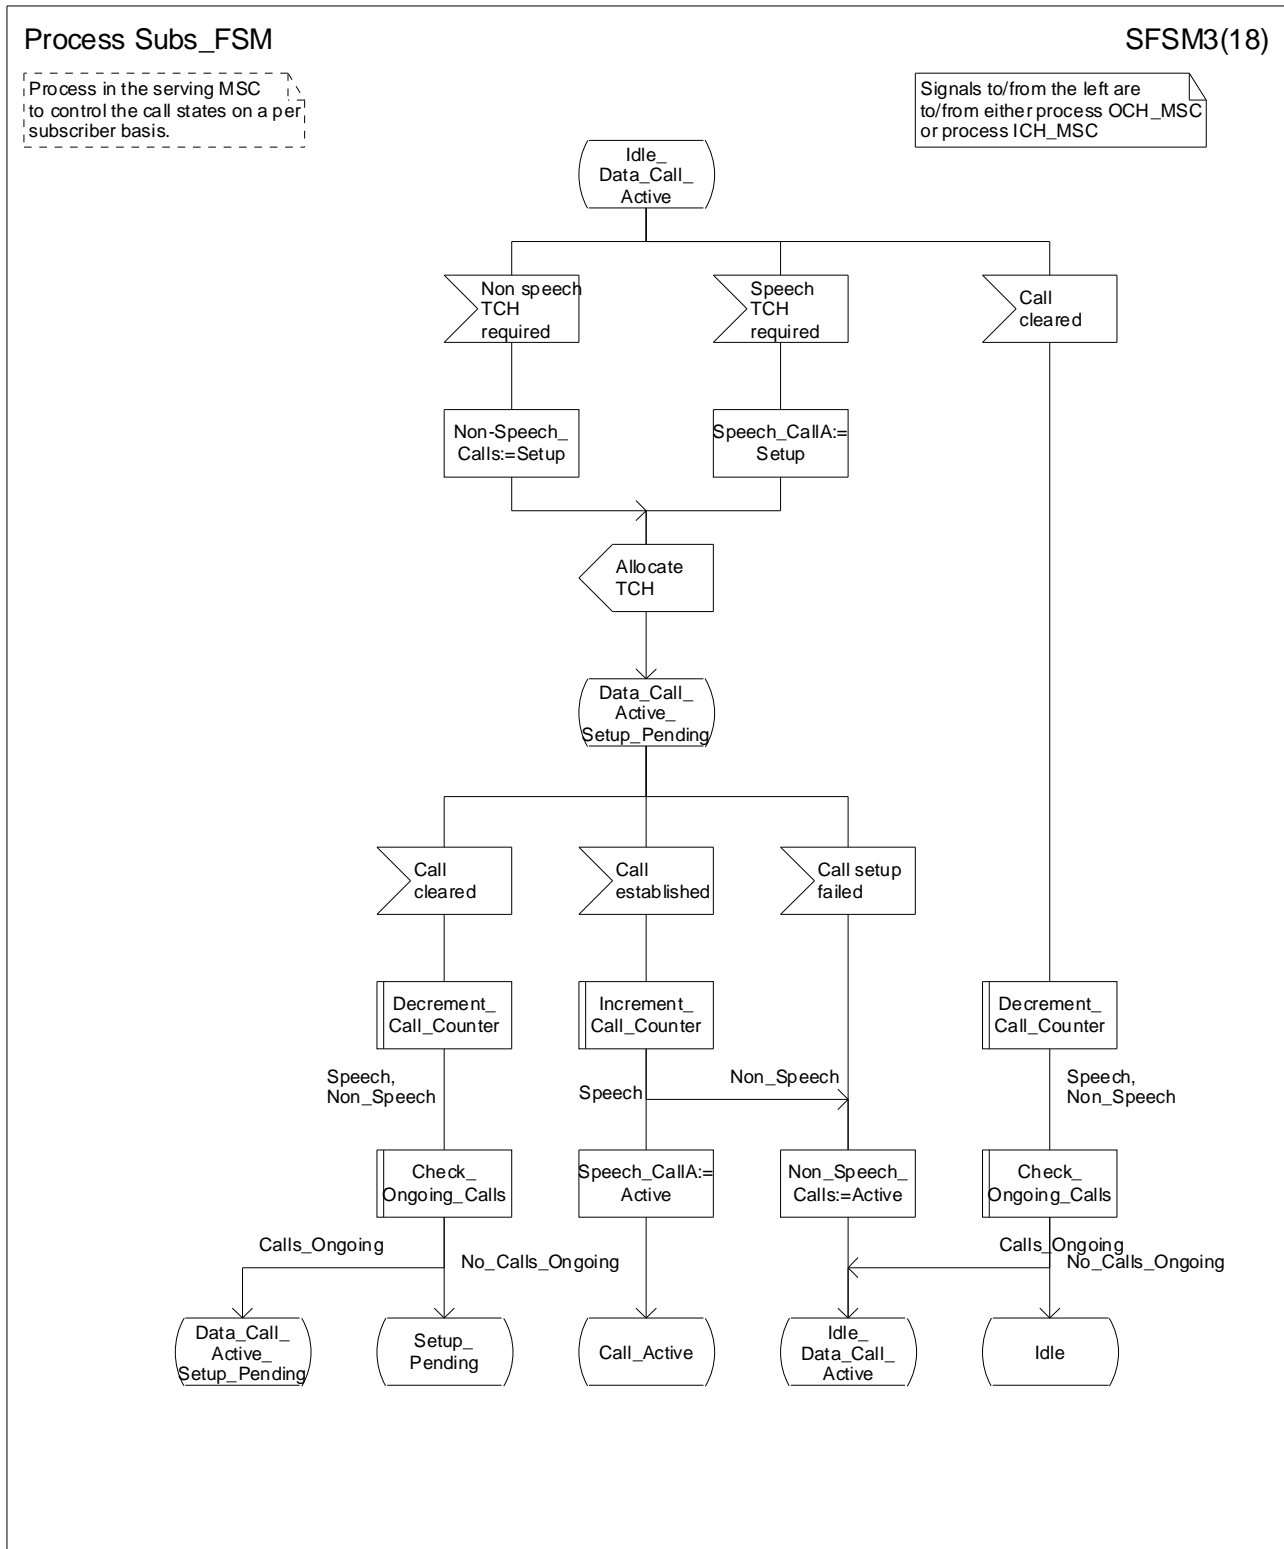 Process Subs_FSM
SFSM3(18)
Process in the serving MSC
to control the call states on a per
subscriber basis.
Signals to/from the left are
to/from either process OCH_MSC
or process ICH_MSC
Idle_
Data_Call_
Active
Non speech
TCH
required
Speech
TCH
required
Call
cleared
Non-Speech_
Calls:=Setup
Speech_CallA:=
Setup
Allocate
TCH
Data_Call_
Active_
Setup_Pending
Call
cleared
Call
established
Call setup
failed
Decrement_
Call_Counter
Increment_
Call_Counter
Decrement_
Call_Counter
Speech,
Non_Speech
Speech
Non_Speech
Speech,
Non_Speech
Check_
Ongoing_Calls
Speech_CallA:=
Active
Non_Speech_
Calls:=Active
Check_
Ongoing_Calls
Calls_Ongoing
No_Calls_Ongoing
Calls_Ongoing
No_Calls_Ongoing
Data_Call_
Active_
Setup_Pending
Setup_
Pending
Call_Active
Idle_
Data_Call_
Active
Idle